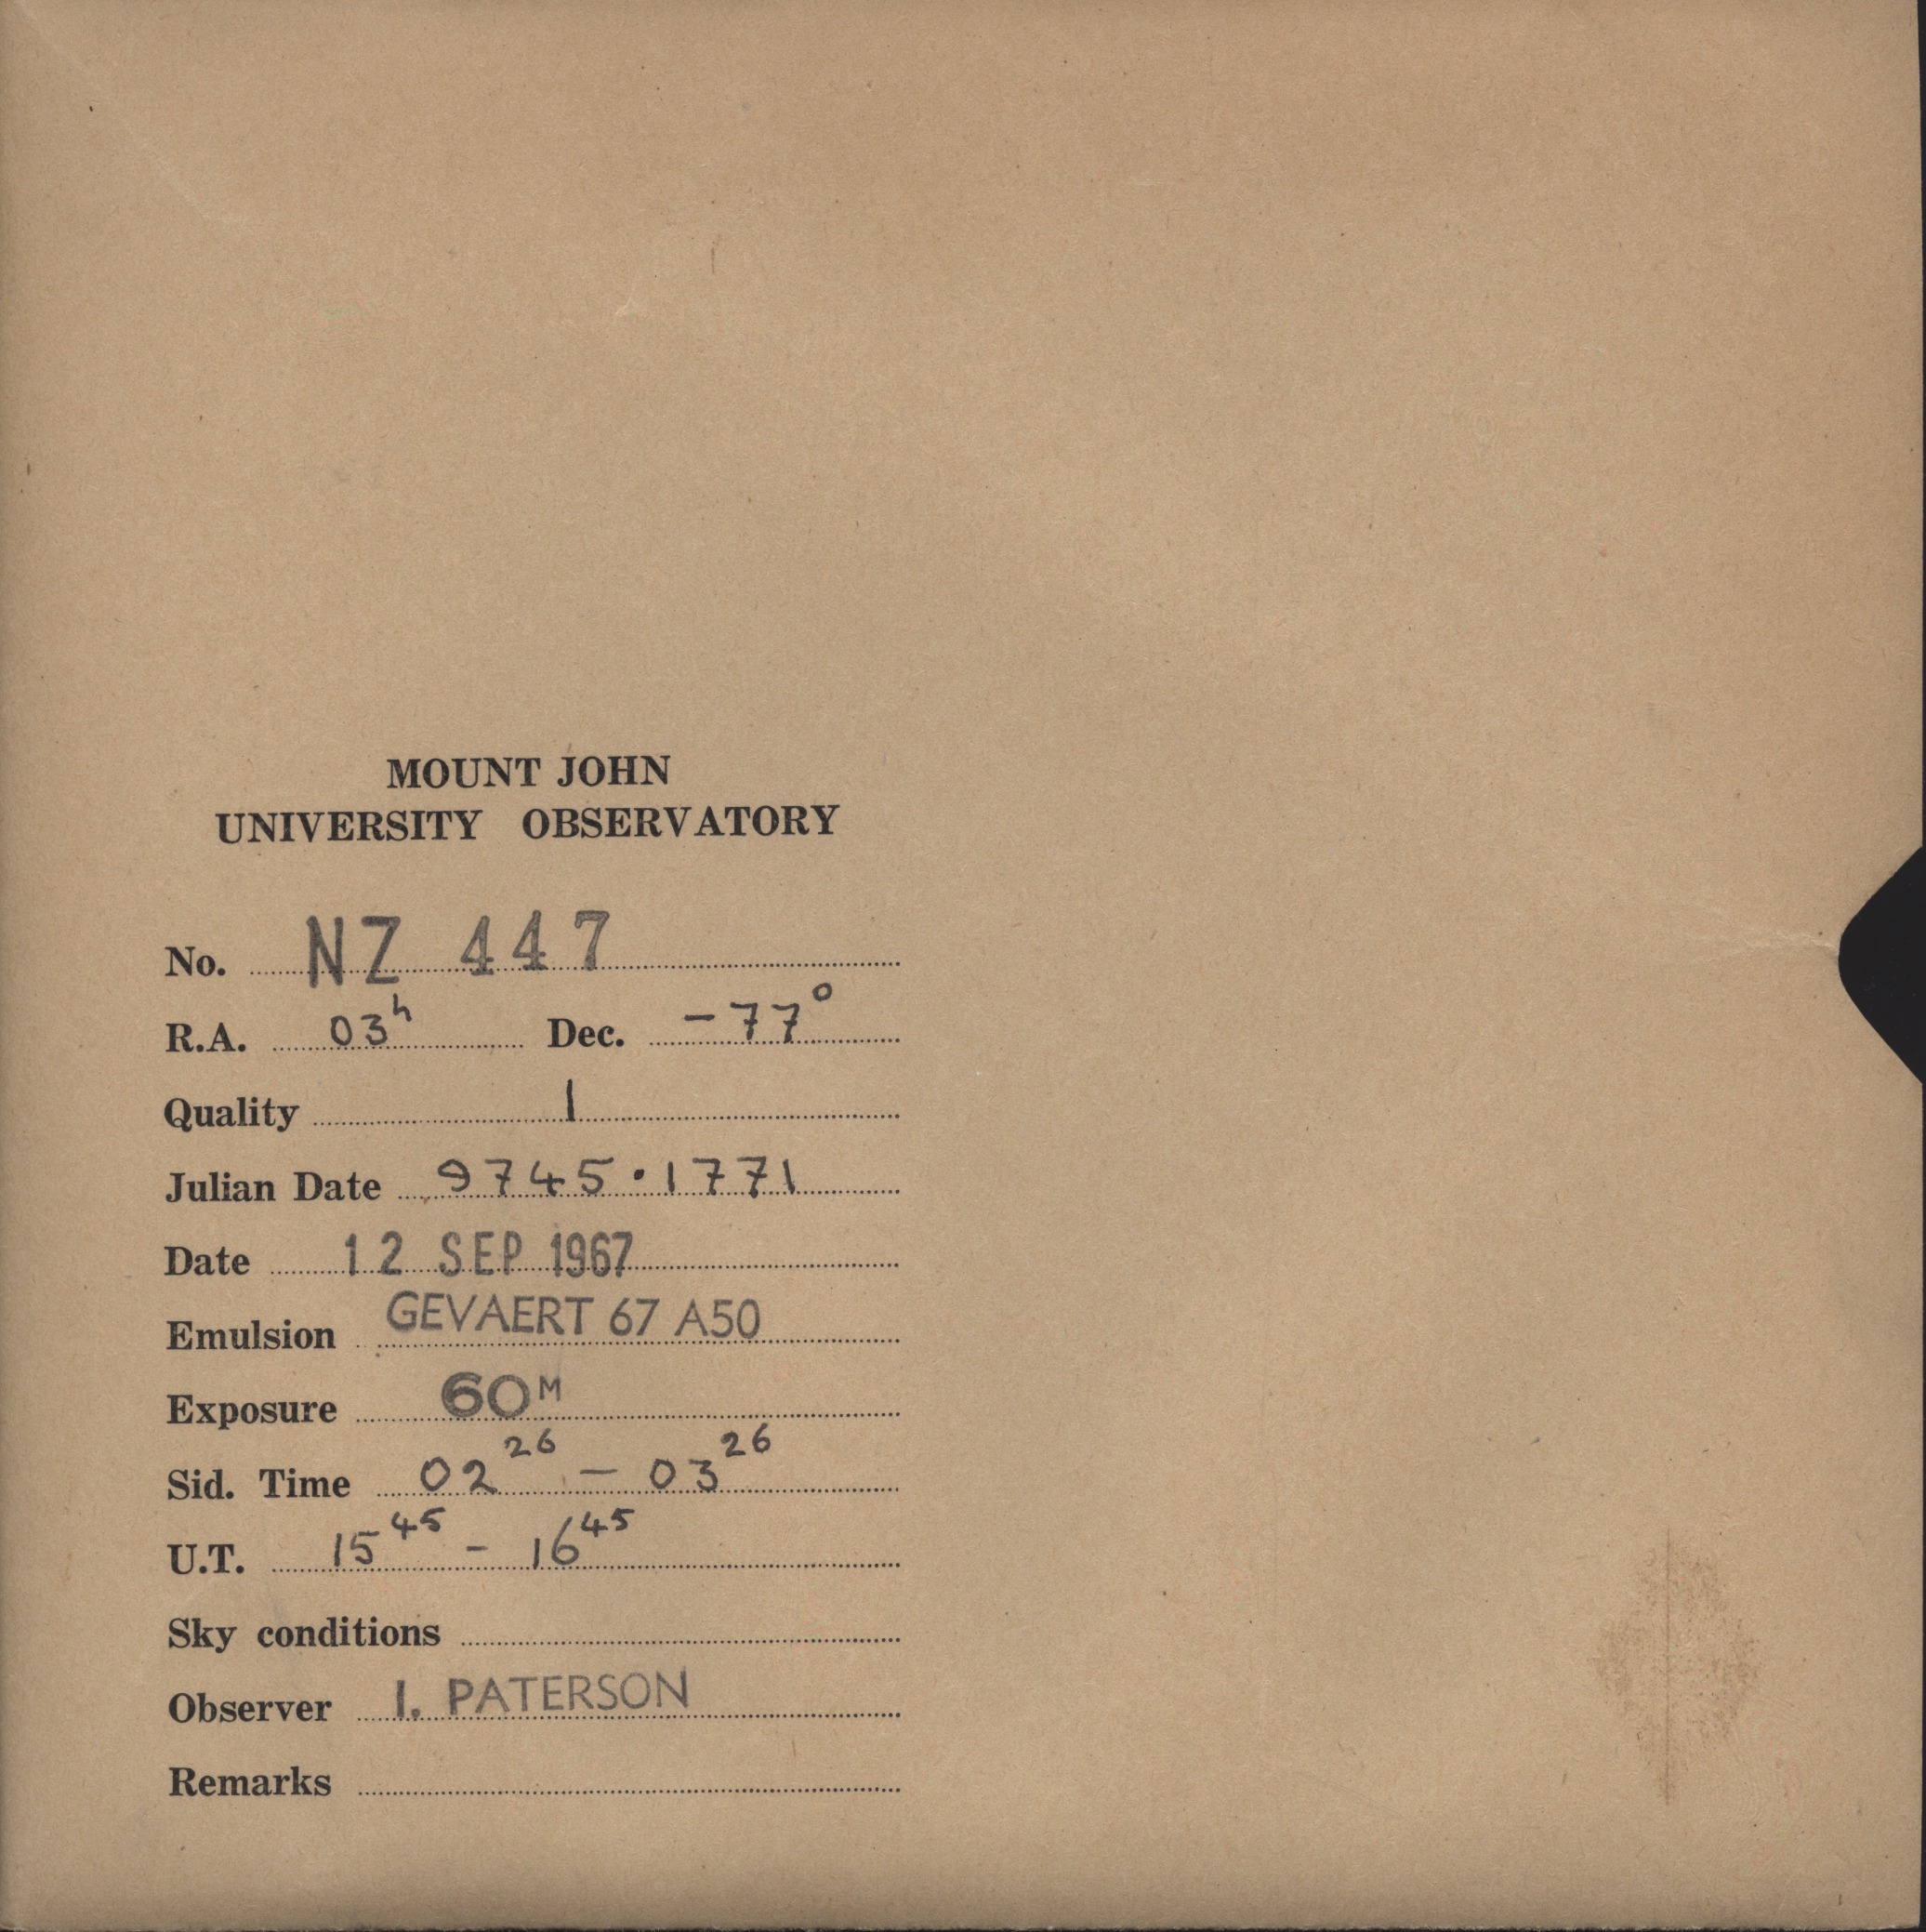 MOUNT JOHN
UNIVERSITY OBSERVATORY
No. NZ 447
R.A. 03h Dec. -77°
Quality 1
Julian Date 9745.1771
Date 12 SEP 1967
Emulsion GEVAERT 67 A50
Exposure 60M
Sid. Time 02 26 - 03 26
U.T. 15 45 - 16 45
Sky conditions
Observer I. PATERSON
Remarks